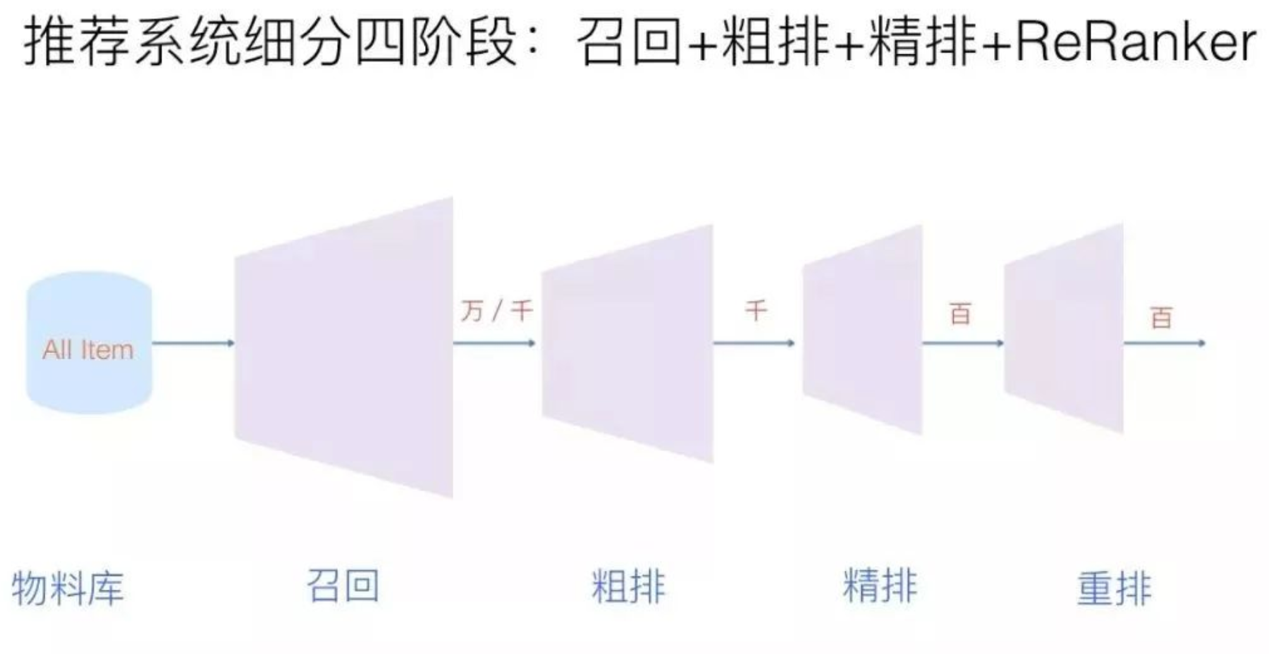 推荐系统细分四阶段：召回+粗排+精排+ReRanker
万 / 千
千
百
百
All Item
物料库
召回
粗排
精排
重排